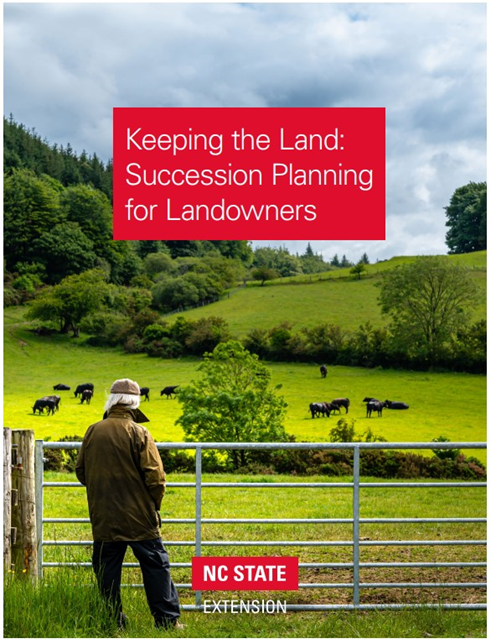 Keeping the Land:
Succession Planning
for Landowners
NC STATE
EXTENSION